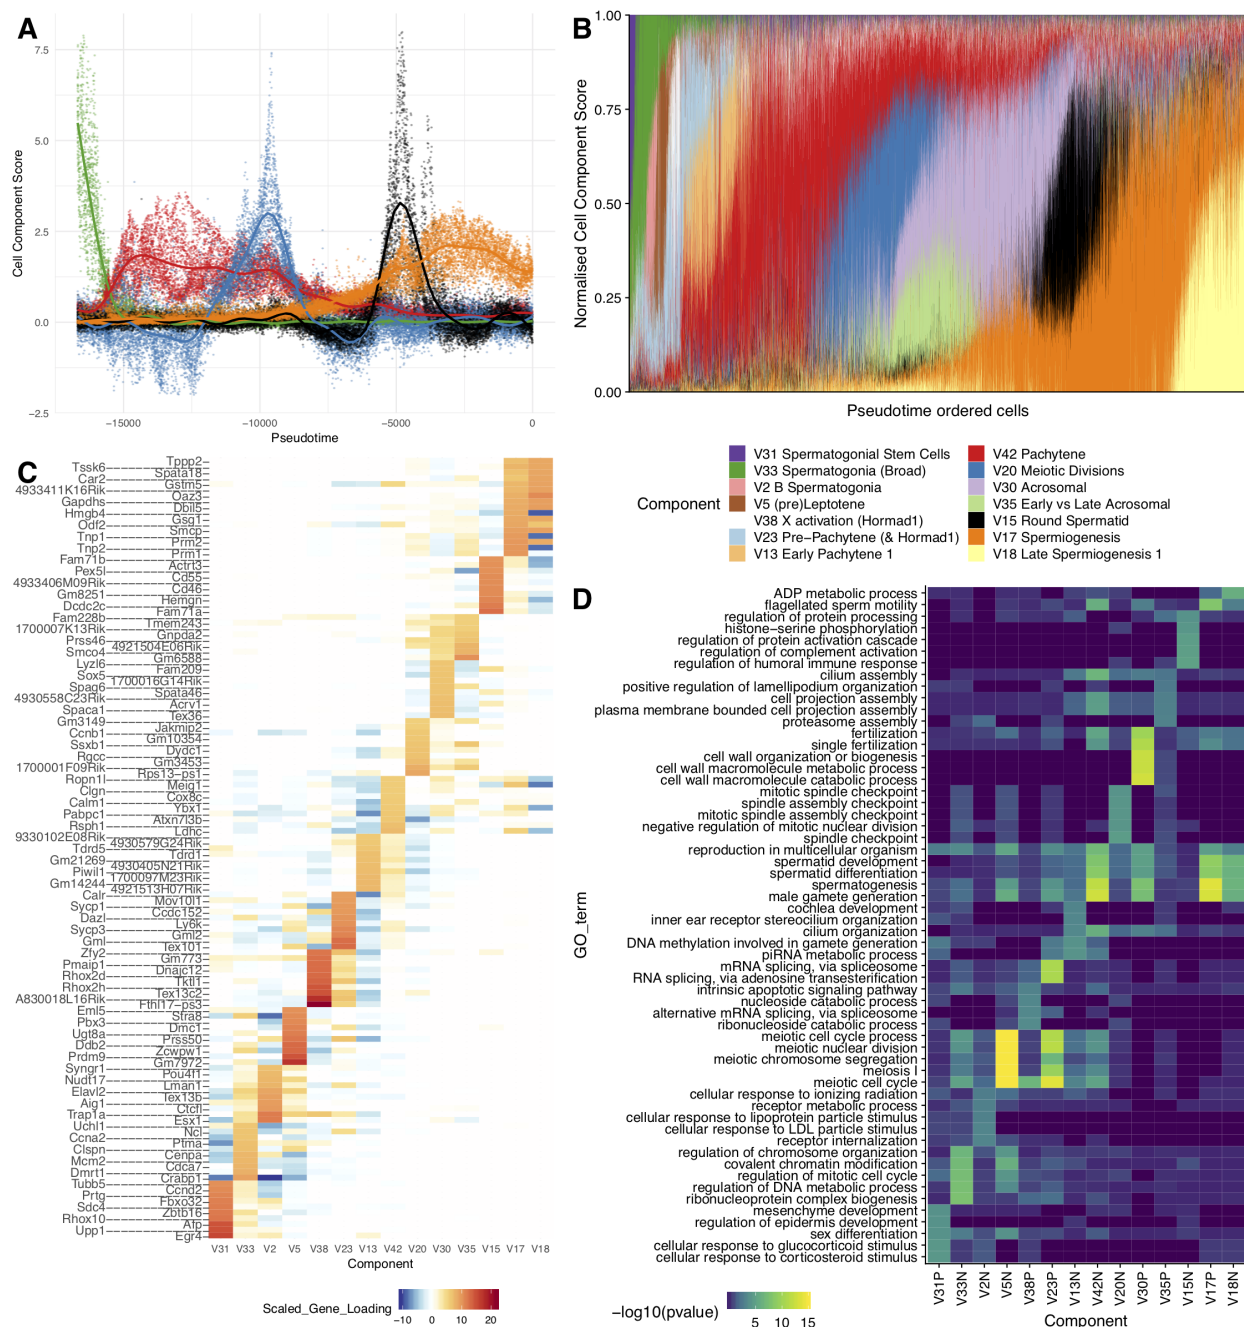 A
Cell Component Score
7.5
5.0
2.5
0.0
−2.5
−15000
−10000
−5000
0
Pseudotime
B
Normalised Cell Component Score
1.00
0.75
0.50
0.25
0.00
Pseudotime ordered cells
Component
V31 Spermatogonial Stem Cells
V33 Spermatogonia (Broad)
V2 B Spermatogonia
V5 (pre)Leptotene
V38 X activation (Hormad1)
V23 Pre-Pachytene (& Hormad1)
V13 Early Pachytene 1
V42 Pachytene
V20 Meiotic Divisions
V30 Acrosomal
V35 Early vs Late Acrosomal
V15 Round Spermatid
V17 Spermiogenesis
V18 Late Spermiogenesis 1
C
Tppp2
Tssk6
Spata18
Car2
Gstm5
4933411K16Rik
Oaz3
Gapdhs
Dbil5
Hmgb4
Gsg1
Odf2
Smcp
Tnp1
Prm2
Tnp2
Prm1
Fam71b
Actrt3
Pex5l
Cd55
4933406M09Rik
Cd46
Gm8251
Hemgn
Dcdc2c
Fam71a
Fam228b
Tmem243
1700007K13Rik
Gnpda2
Prss46
4921504E06Rik
Smco4
Gm6588
Lyzl6
Fam209
Sox5
1700016G14Rik
Spag6
Spata46
4930558C23Rik
Acrv1
Spaca1
Tex36
Gm3149
Jakmip2
Ccnb1
Gm10354
Ssxb1
Dydc1
Rgcc
Gm3453
1700001F09Rik
Rps13−ps1
Ropn1l
Meig1
Clgn
Cox8c
Calm1
Ybx1
Pabpc1
Atxn7l3b
Rsph1
Ldhc
9330102E08Rik
4930579G24Rik
Tdrd5
Tdrd1
Gm21269
4930405N21Rik
Piwil1
1700097M23Rik
Gm14244
4921513H07Rik
Calr
Mov10l1
Sycp1
Ccdc152
Dazl
Ly6k
Sycp3
Gml2
Gml
Tex101
Zfy2
Gm773
Pmaip1
Dnajc12
Rhox2d
Tktl1
Rhox2h
Tex13c2
A830018L16Rik
Fthl17−ps3
Eml5
Stra8
Pbx3
Dmc1
Ugt8a
Prss50
Ddb2
Zcwpw1
Prdm9
Gm7972
Syngr1
Pou4f1
Nudt17
Lman1
Elavl2
Tex13b
Aig1
Ctcfl
Trap1a
Esx1
Uchl1
Ncl
Ccna2
Ptma
Clspn
Cenpa
Mcm2
Cdca7
Dmrt1
Crabp1
Tubb5
Ccnd2
Prtg
Fbxo32
Sdc4
Zbtb16
Rhox10
Afp
Upp1
Egr4
V31 V33 V2 V5 V38 V23 V13 V42 V20 V30 V35 V15 V17 V18
Component
Scaled_Gene_Loading
−10 0 10 20
D
GO_term
ADP metabolic process
flagellated sperm motility
regulation of protein processing
histone−serine phosphorylation
regulation of protein activation cascade
regulation of complement activation
regulation of humoral immune response
cilium assembly
positive regulation of lamellipodium organization
cell projection assembly
plasma membrane bounded cell projection assembly
proteasome assembly
fertilization
single fertilization
cell wall organization or biogenesis
cell wall macromolecule metabolic process
cell wall macromolecule catabolic process
mitotic spindle checkpoint
spindle assembly checkpoint
mitotic spindle assembly checkpoint
negative regulation of mitotic nuclear division
spindle checkpoint
reproduction in multicellular organism
spermatid development
spermatid differentiation
spermatogenesis
male gamete generation
cochlea development
inner ear receptor stereocilium organization
cilium organization
DNA methylation involved in gamete generation
piRNA metabolic process
mRNA splicing, via spliceosome
RNA splicing, via adenosine transesterification
intrinsic apoptotic signaling pathway
nucleoside catabolic process
alternative mRNA splicing, via spliceosome
ribonucleoside catabolic process
meiotic cell cycle process
meiotic nuclear division
meiotic chromosome segregation
meiosis I
meiotic cell cycle
cellular response to ionizing radiation
receptor metabolic process
cellular response to lipoprotein particle stimulus
cellular response to LDL particle stimulus
receptor internalization
regulation of chromosome organization
covalent chromatin modification
regulation of mitotic cell cycle
regulation of DNA metabolic process
ribonucleoprotein complex biogenesis
mesenchyme development
regulation of epidermis development
sex differentiation
cellular response to glucocorticoid stimulus
cellular response to corticosteroid stimulus
V31P V33N V2N V5N V38P V23P V13N V42N V20N V30P V35P V15N V17P V18N
Component
−log10(pvalue)
5 10 15